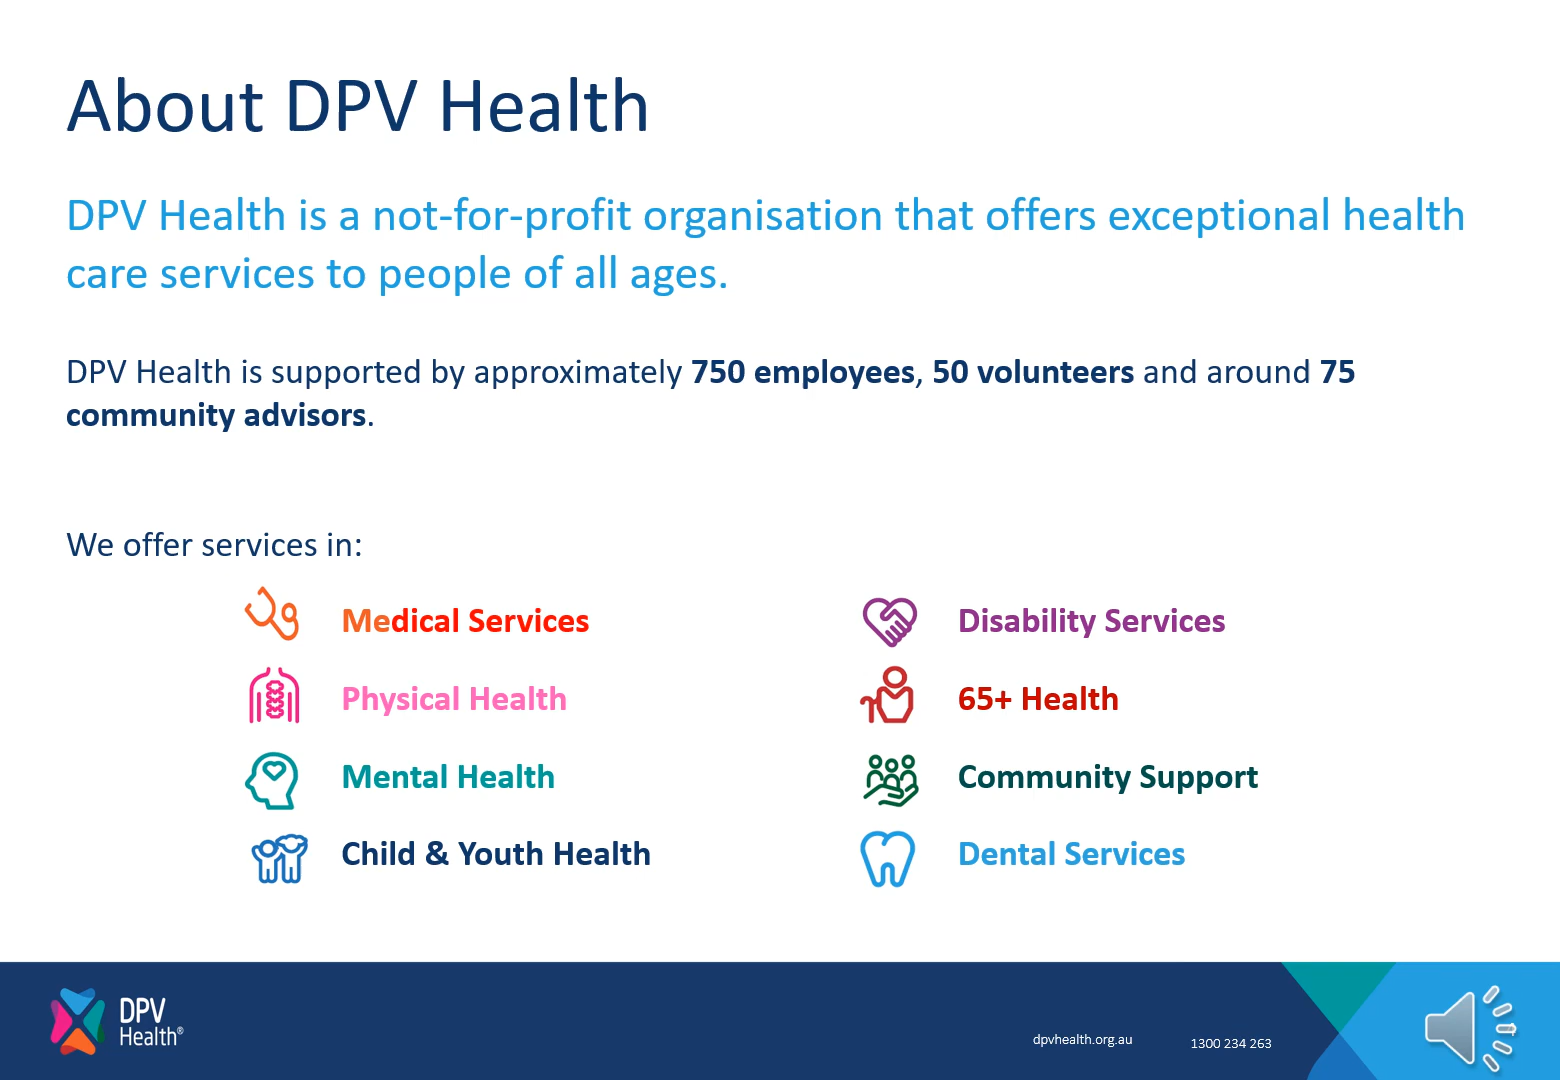 About DPV Health
DPV Health is a not-for-profit organisation that offers exceptional health
care services to people of all ages.
DPV Health is supported by approximately 750 employees, 50 volunteers and around 75
community advisors.
We offer services in:
Medical Services
Physical Health
Mental Health
Child & Youth Health
Disability Services
65+ Health
Community Support
Dental Services
DPV
Health®
dpvhealth.org.au
1300 234 263